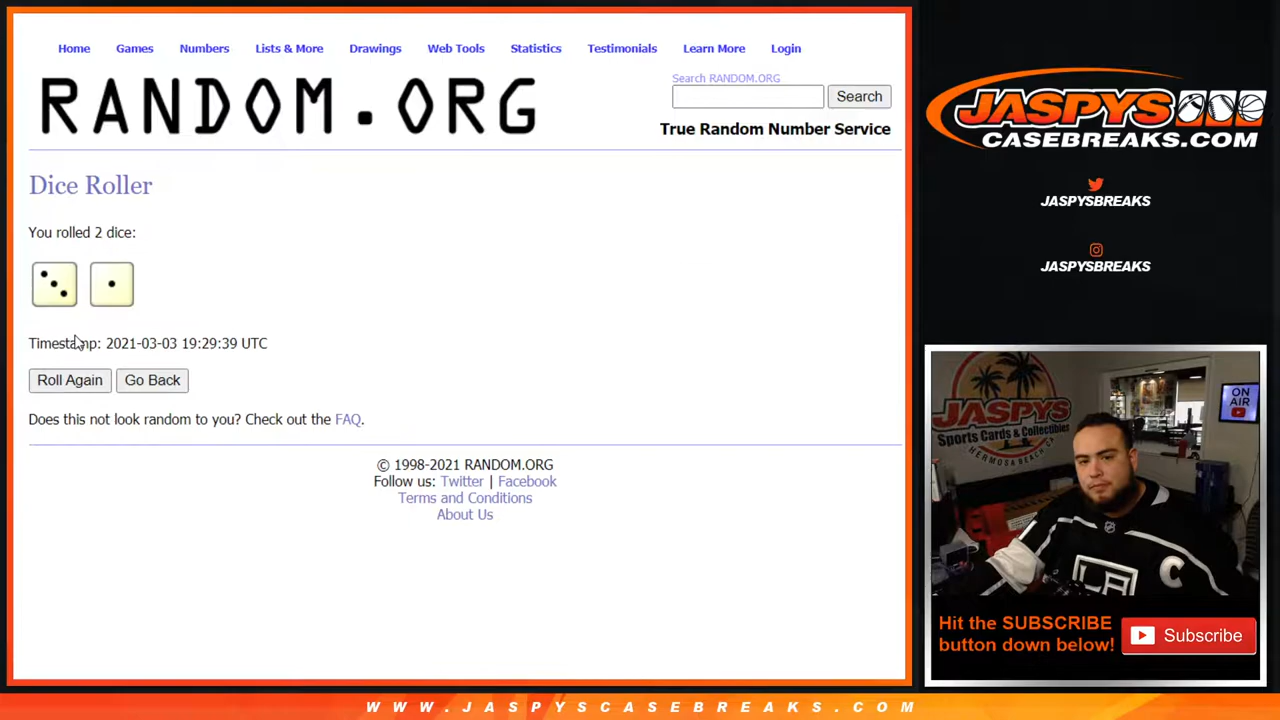 Home Games Numbers Lists & More Drawings Web Tools Statistics Testimonials Learn More Login
RANDOM.ORG
Search RANDOM.ORG
Search
True Random Number Service
Dice Roller
You rolled 2 dice:
Timestamp: 2021-03-03 19:29:39 UTC
Roll Again Go Back
Does this not look random to you? Check out the FAQ.
© 1998-2021 RANDOM.ORG
Follow us: Twitter | Facebook
Terms and Conditions
About Us
JASPYS
CASEBREAKS.COM
JASPYSBREAKS
JASPYSBREAKS
JASPYS
Sports Cards & Collectibles
HERMOSA BEACH CA
ON
AIR
LA
C
Hit the SUBSCRIBE
button down below!
Subscribe
WWW.JASPYSCASEBREAKS.COM